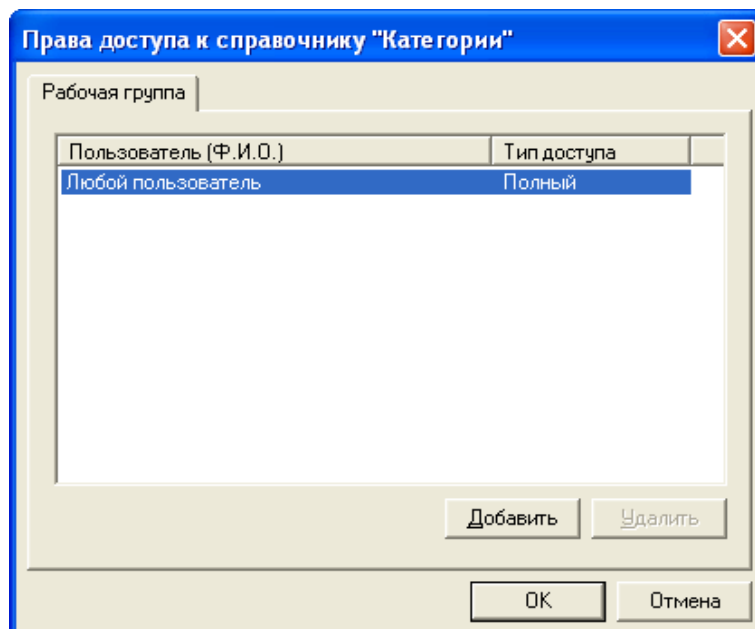 Права доступа к справочнику "Категории"
Рабочая группа
Пользователь (Ф.И.О.) Тип доступа
Любой пользователь Полный
Добавить Удалить
OK Отмена